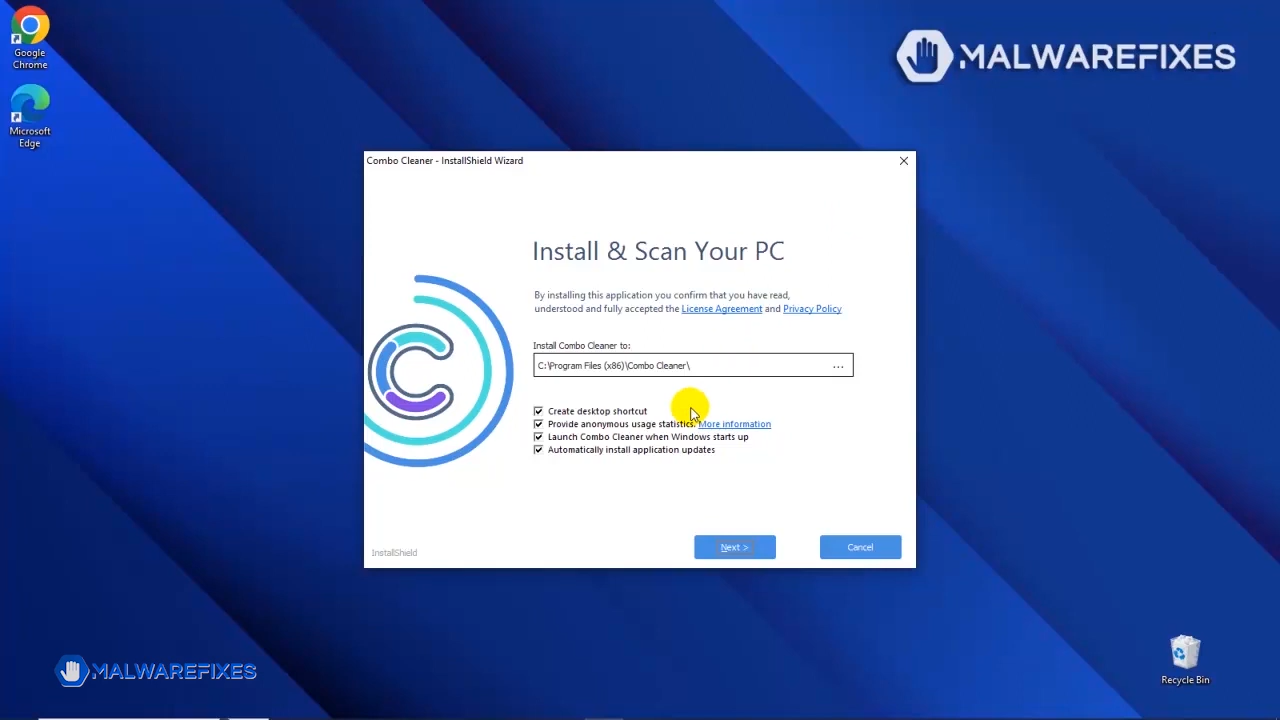 Google
Chrome
Microsoft
Edge
MALWAREFIXES
Combo Cleaner - InstallShield Wizard
Install & Scan Your PC
By installing this application you confirm that you have read,
understood and fully accepted the License Agreement and Privacy Policy
Install Combo Cleaner to:
C:\Program Files (x86)\Combo Cleaner\ ...
Create desktop shortcut
Provide anonymous usage statistics. More information
Launch Combo Cleaner when Windows starts up
Automatically install application updates
InstallShield
Next >
Cancel
MALWAREFIXES
Recycle Bin